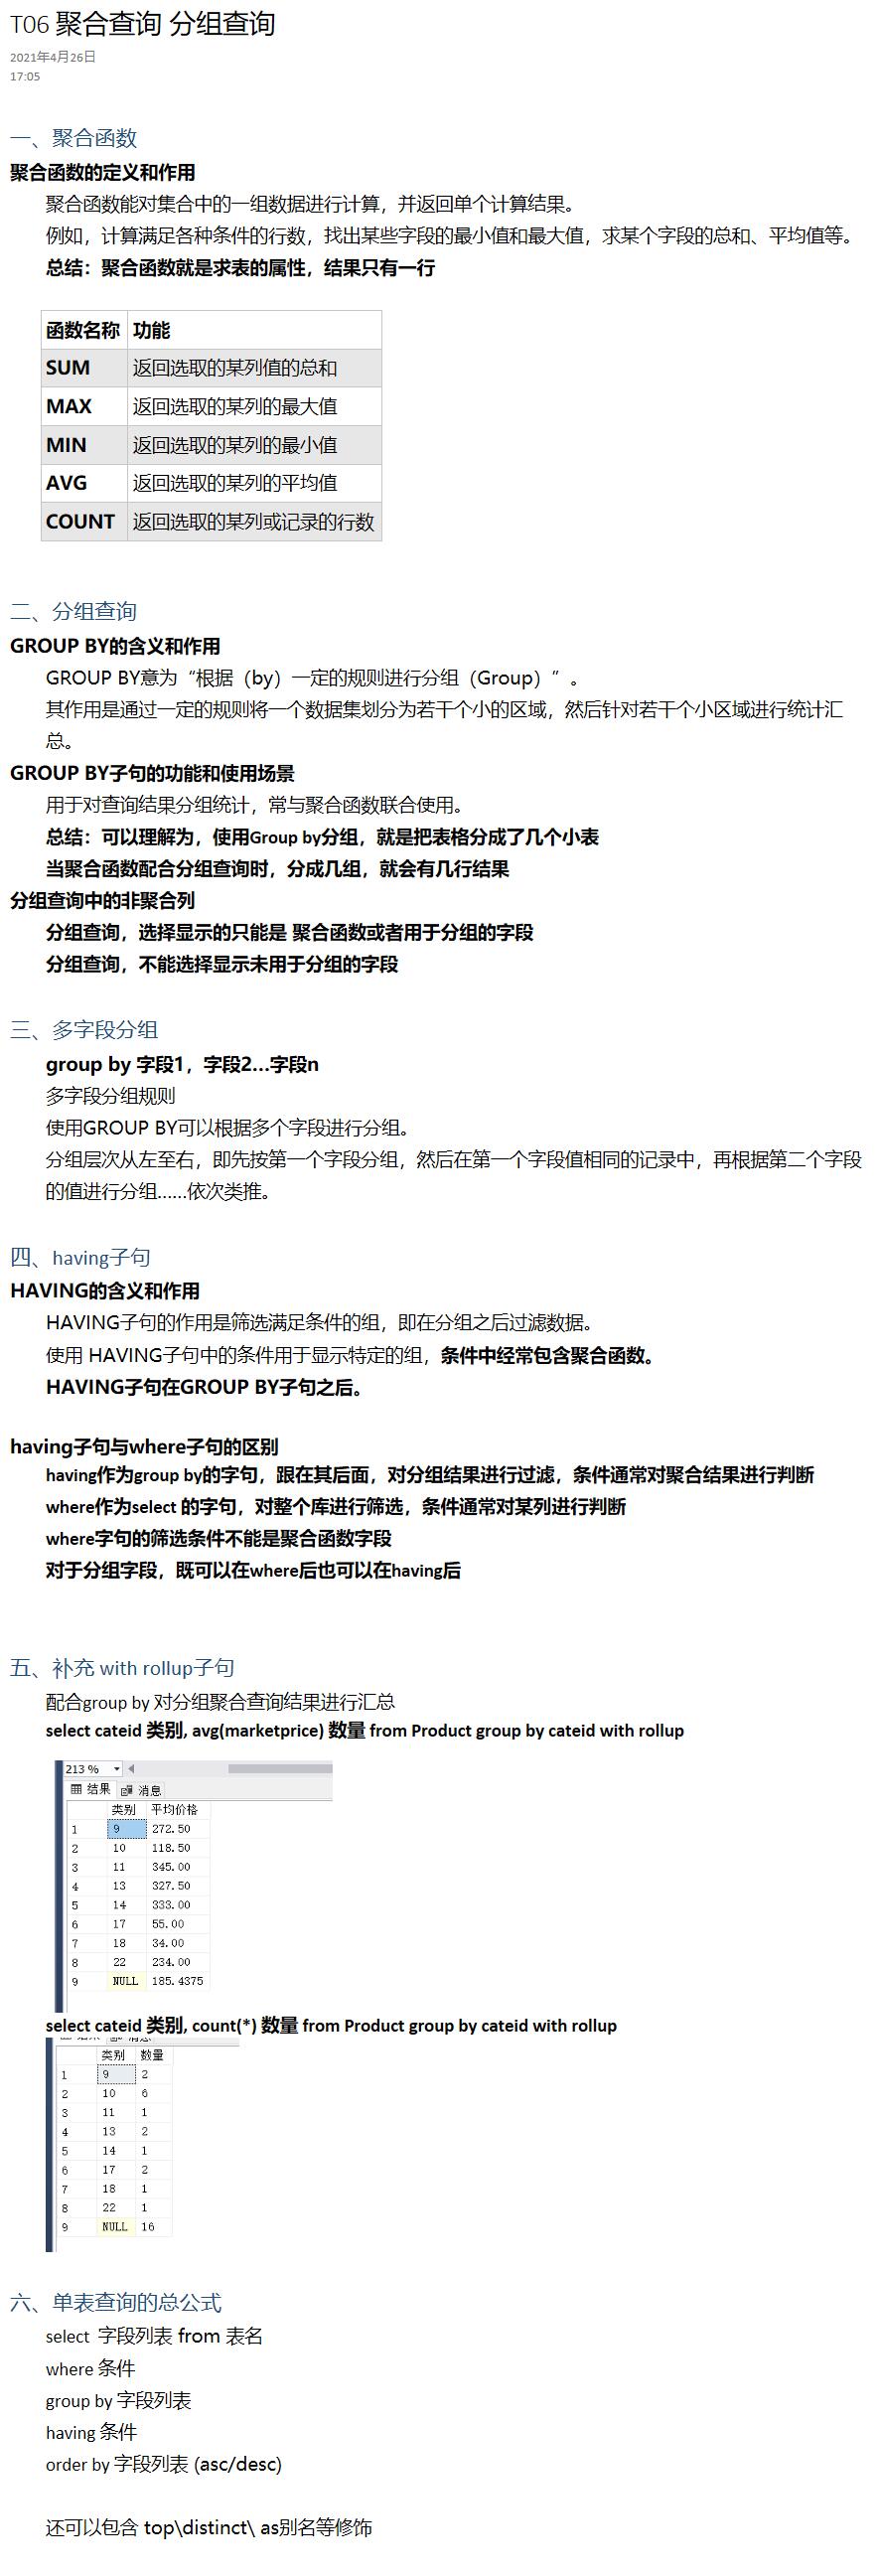 T06 聚合查询 分组查询
2021年4月26日
17:05
一、聚合函数
聚合函数的定义和作用
聚合函数能对集合中的一组数据进行计算，并返回单个计算结果。
例如，计算满足各种条件的行数，找出某些字段的最小值和最大值，求某个字段的总和、平均值等。
总结：聚合函数就是求表的属性，结果只有一行
函数名称 功能
SUM 返回选取的某列值的总和
MAX 返回选取的某列的最大值
MIN 返回选取的某列的最小值
AVG 返回选取的某列的平均值
COUNT 返回选取的某列或记录的行数
二、分组查询
GROUP BY的含义和作用
GROUP BY意为“根据（by）一定的规则进行分组（Group）”。
其作用是通过一定的规则将一个数据集划分为若干个小的区域，然后针对若干个小区域进行统计汇
总。
GROUP BY子句的功能和使用场景
用于对查询结果分组统计，常与聚合函数联合使用。
总结：可以理解为，使用Group by分组，就是把表格分成了几个小表
当聚合函数配合分组查询时，分成几组，就会有几行结果
分组查询中的非聚合列
分组查询，选择显示的只能是 聚合函数或者用于分组的字段
分组查询，不能选择显示未用于分组的字段
三、多字段分组
group by 字段1，字段2...字段n
多字段分组规则
使用GROUP BY可以根据多个字段进行分组。
分组层次从左至右，即先按第一个字段分组，然后在第一个字段值相同的记录中，再根据第二个字段
的值进行分组……依次类推。
四、having子句
HAVING的含义和作用
HAVING子句的作用是筛选满足条件的组，即在分组之后过滤数据。
使用 HAVING子句中的条件用于显示特定的组，条件中经常包含聚合函数。
HAVING子句在GROUP BY子句之后。
having子句与where子句的区别
having作为group by的字句，跟在其后面，对分组结果进行过滤，条件通常对聚合结果进行判断
where作为select 的字句，对整个库进行筛选，条件通常对某列进行判断
where字句的筛选条件不能是聚合函数字段
对于分组字段，既可以在where后也可以在having后
五、补充 with rollup子句
配合group by 对分组聚合查询结果进行汇总
select cateid 类别, avg(marketprice) 数量 from Product group by cateid with rollup
213 %
结果 消息
类别 平均价格
1 9 272.50
2 10 118.50
3 11 345.00
4 13 327.50
5 14 333.00
6 17 55.00
7 18 34.00
8 22 234.00
9 NULL 185.4375
select cateid 类别, count(*) 数量 from Product group by cateid with rollup
类别 数量
1 9 2
2 10 6
3 11 1
4 13 2
5 14 1
6 17 2
7 18 1
8 22 1
9 NULL 16
六、单表查询的总公式
select 字段列表 from 表名
where 条件
group by 字段列表
having 条件
order by 字段列表 (asc/desc)
还可以包含 top\distinct\ as别名等修饰